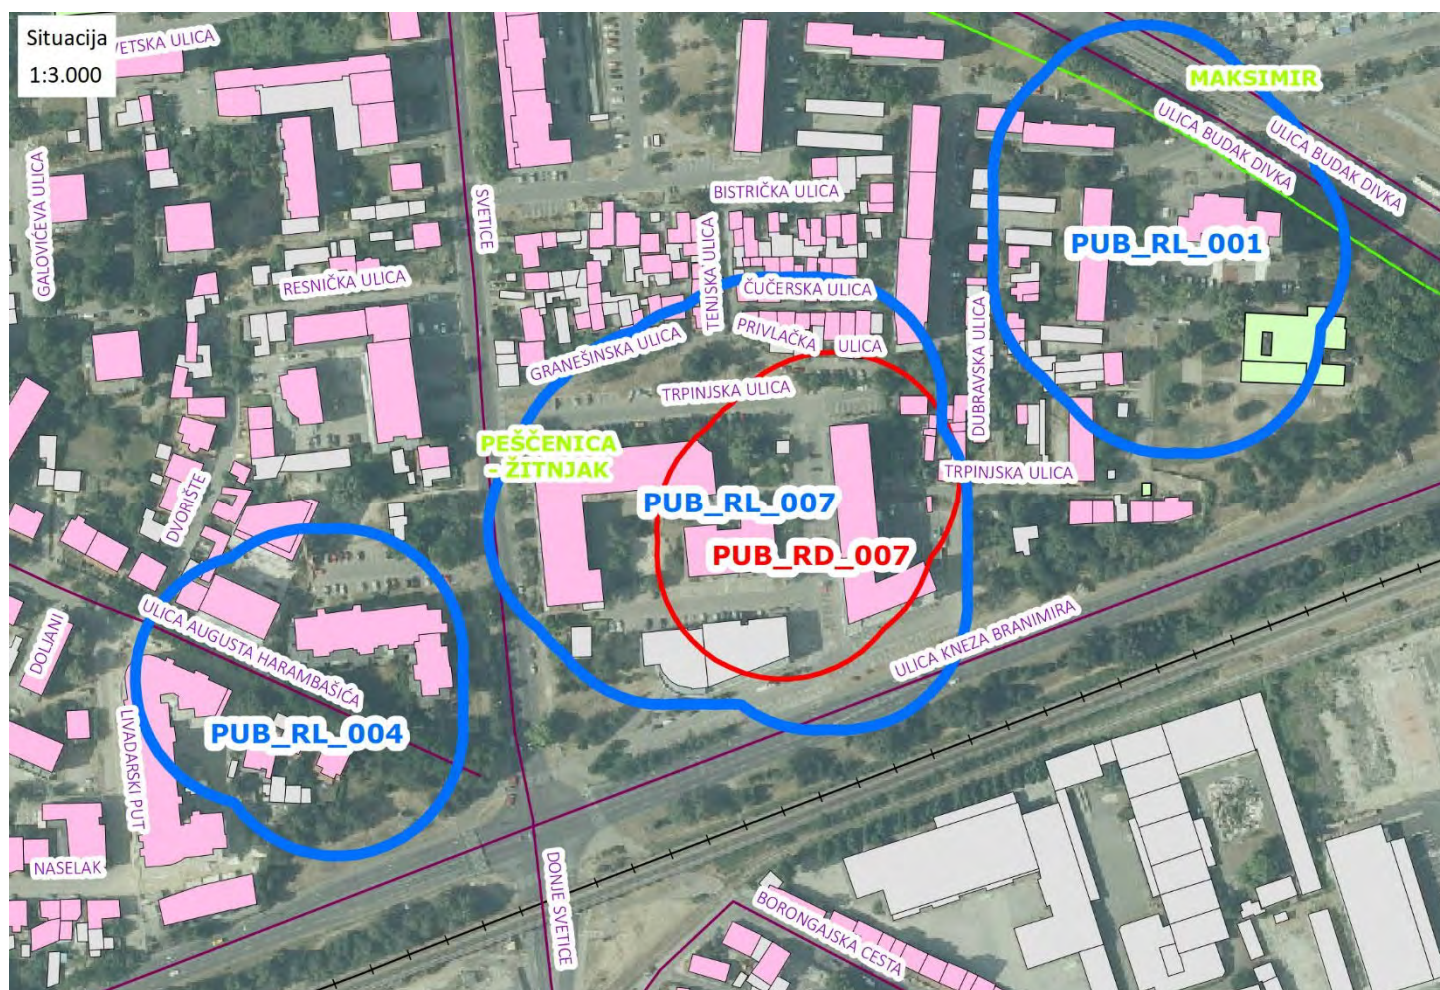 Situacija
1:3.000
VETSKA ULICA
MAKSIMIR
ULICA BUDAK DIVKA
ULICA BUDAK DIVKA
GALOVIĆEVA ULICA
SVETICE
BISTRIČKA ULICA
TENJSKA ULICA
PUB_RL_001
RESNIČKA ULICA
ČUČERSKA ULICA
PRIVLAČKA ULICA
GRANEŠINSKA ULICA
DUBRAVSKA ULICA
TRPINJSKA ULICA
PEŠČENICA
- ŽITNJAK
TRPINJSKA ULICA
DVORIŠTE
PUB_RL_007
PUB_RD_007
ULICA AUGUSTA HARAMBAŠIĆA
DOLJANI
ULICA KNEZA BRANIMIRA
PUB_RL_004
LIVADARSKI PUT
NASELAK
DONJE SVETICE
BORONGAJSKA CESTA